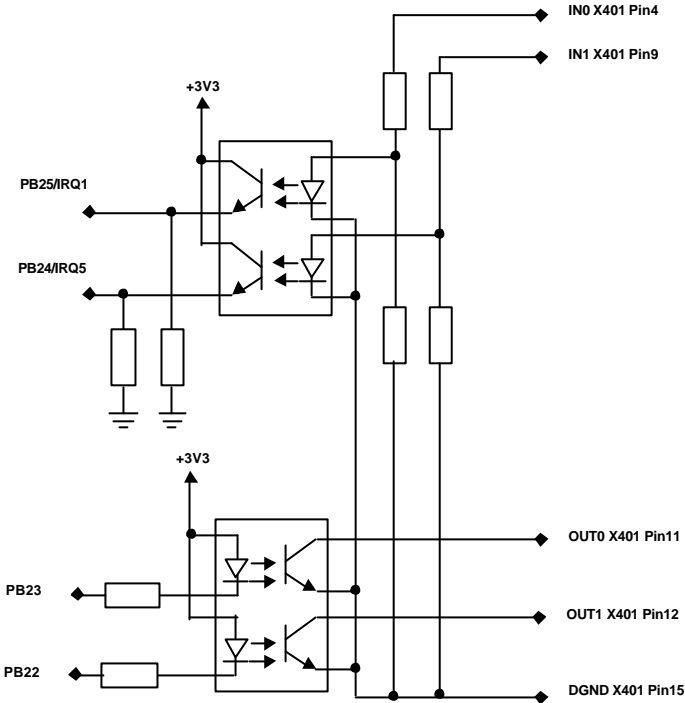 IN0 X401 Pin4
IN1 X401 Pin9
+3V3
PB25/IRQ1
PB24/IRQ5
+3V3
OUT0 X401 Pin11
PB23
OUT1 X401 Pin12
PB22
DGND X401 Pin15